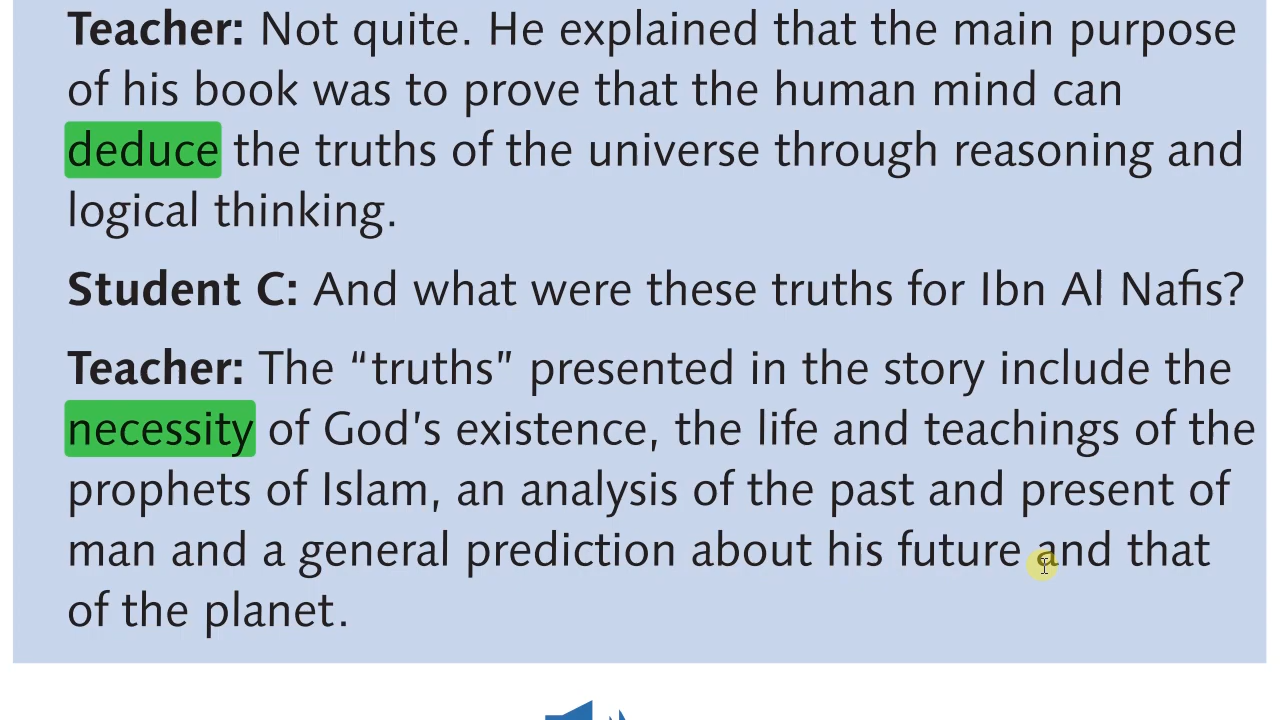 Teacher: Not quite. He explained that the main purpose
of his book was to prove that the human mind can
deduce the truths of the universe through reasoning and
logical thinking.
Student C: And what were these truths for Ibn Al Nafis?
Teacher: The “truths” presented in the story include the
necessity of God’s existence, the life and teachings of the
prophets of Islam, an analysis of the past and present of
man and a general prediction about his future and that
of the planet.